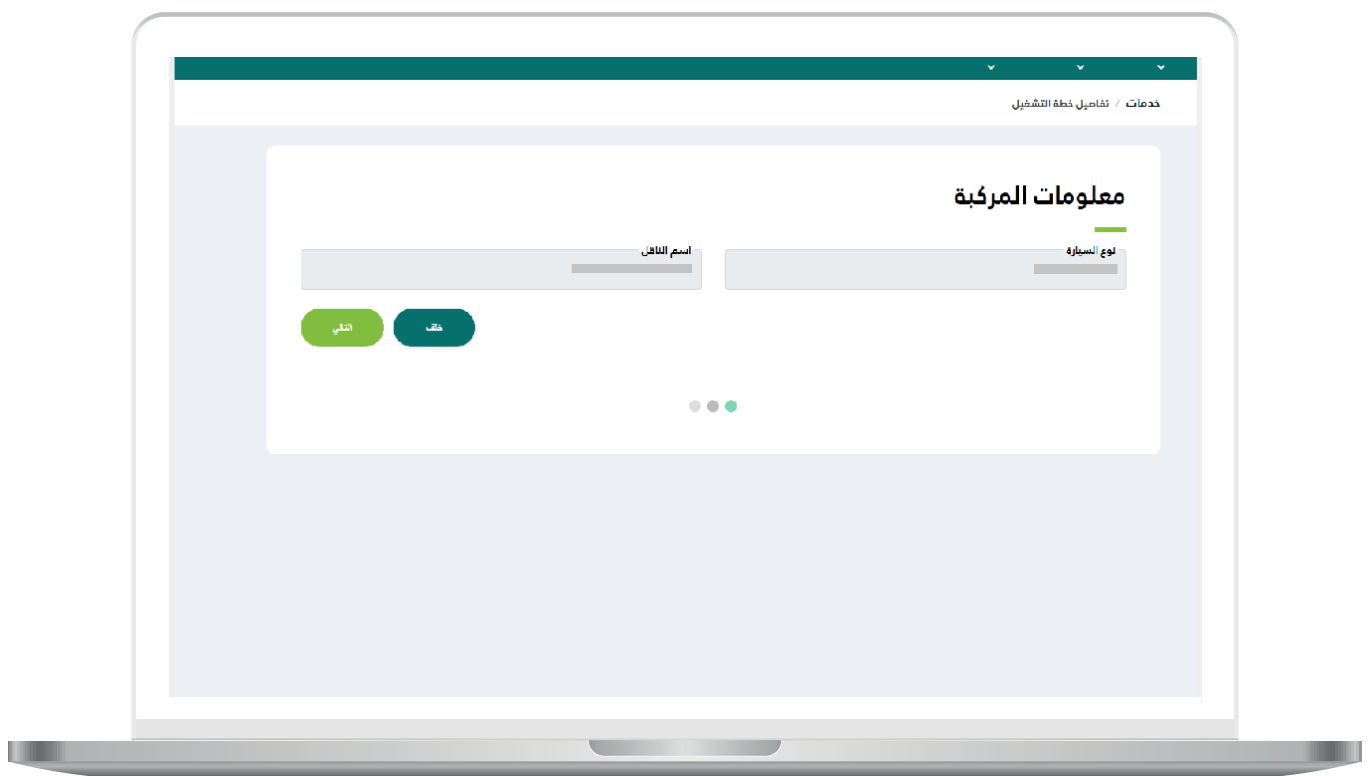 خدمات / تفاصيل خطة التشغيل
معلومات المركبة
نوع السيارة
اسم الناقل
خلف
التالي